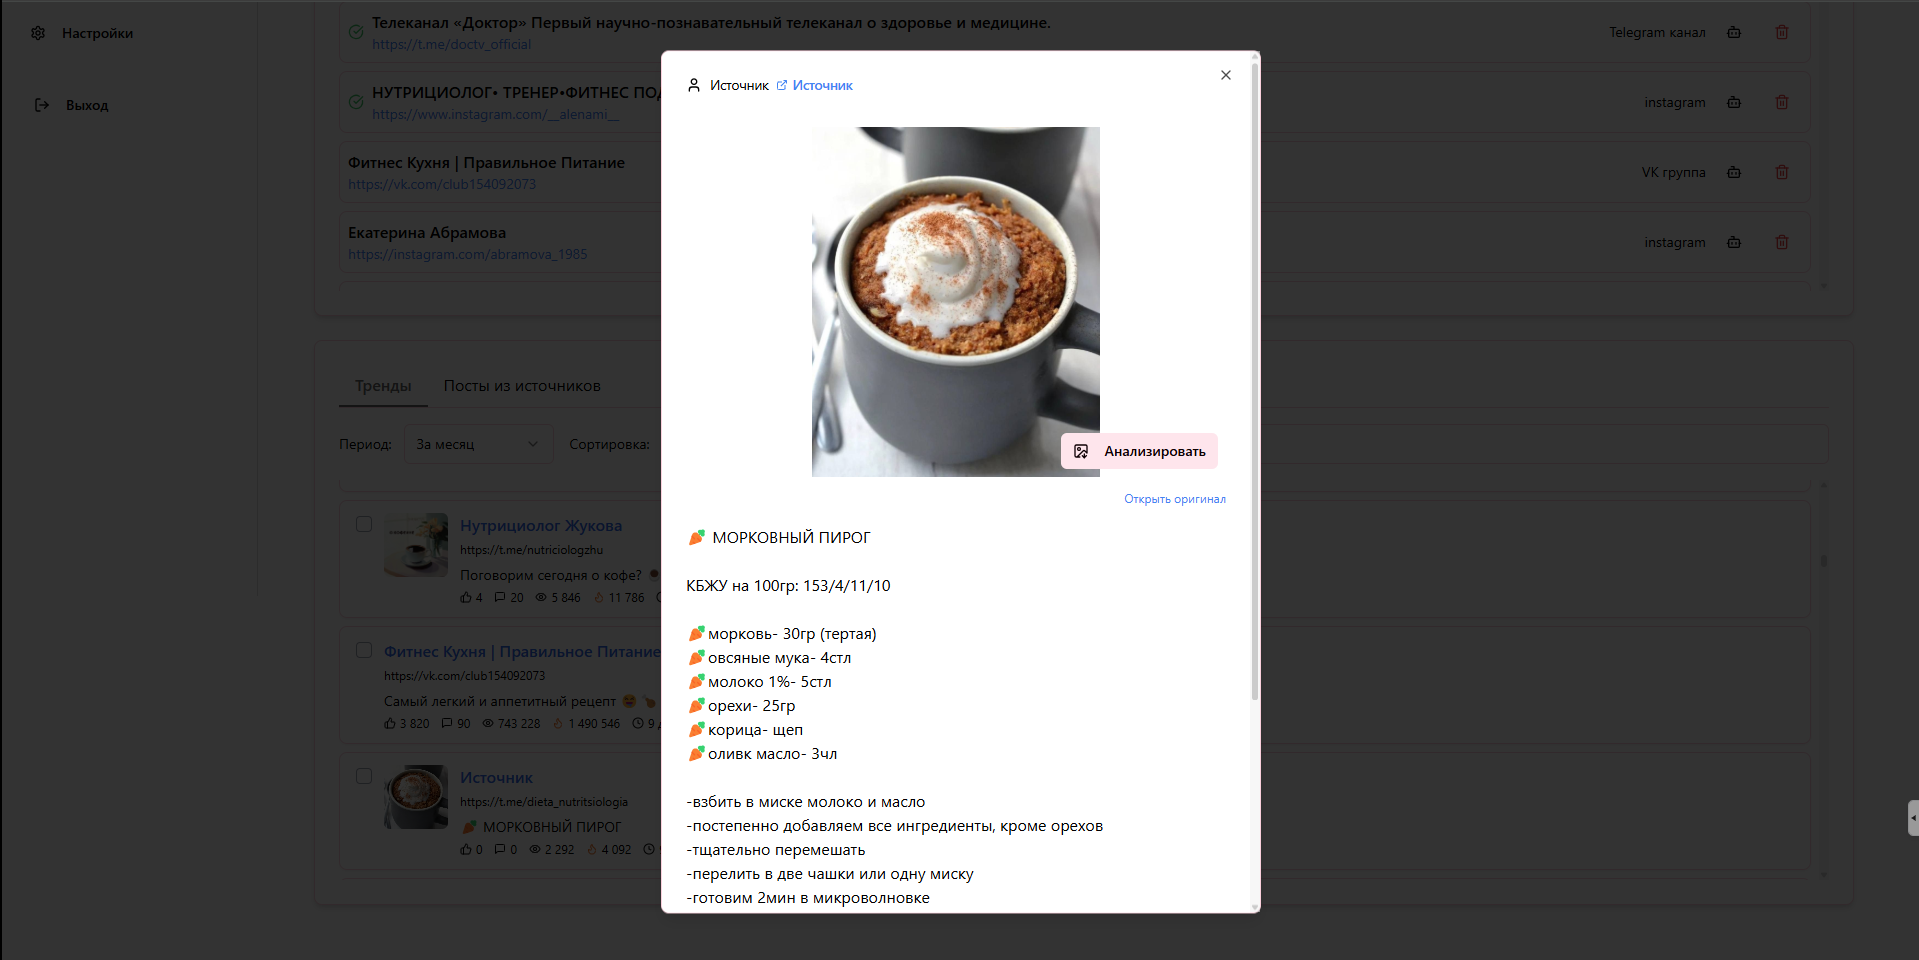 Настройки
Выход
Телеканал «Доктор» Первый научно-познавательный телеканал о здоровье и медицине.
https://t.me/doctv_official
Telegram канал
НУТРИЦИОЛОГ• ТРЕНЕР•ФИТНЕС
https://www.instagram.com/__alenami__
instagram
Фитнес Кухня | Правильное Питание
https://vk.com/club154092073
VK группа
Екатерина Абрамова
https://instagram.com/abramova_1985
instagram
Тренды
Посты из источников
Период:
За месяц
Сортировка:
Нутрициолог Жукова
https://t.me/nutriciologzhu
Поговорим сегодня о кофе?
4 20 5 846 11 786
Фитнес Кухня | Правильное Питание
https://vk.com/club154092073
Самый легкий и аппетитный рецепт
3 820 90 743 228 1 490 546 9
Источник
https://t.me/dieta_nutritsiologia
🥕 МОРКОВНЫЙ ПИРОГ
0 0 2 292 4 092
Источник Источник
Анализировать
Открыть оригинал
🥕 МОРКОВНЫЙ ПИРОГ
КБЖУ на 100гр: 153/4/11/10
🥕морковь- 30гр (тертая)
🥕овсяные мука- 4стл
🥕молоко 1%- 5стл
🥕орехи- 25гр
🥕корица- щеп
🥕оливк масло- 3чл
-взбить в миске молоко и масло
-постепенно добавляем все ингредиенты, кроме орехов
-тщательно перемешать
-перелить в две чашки или одну миску
-готовим 2мин в микроволновке